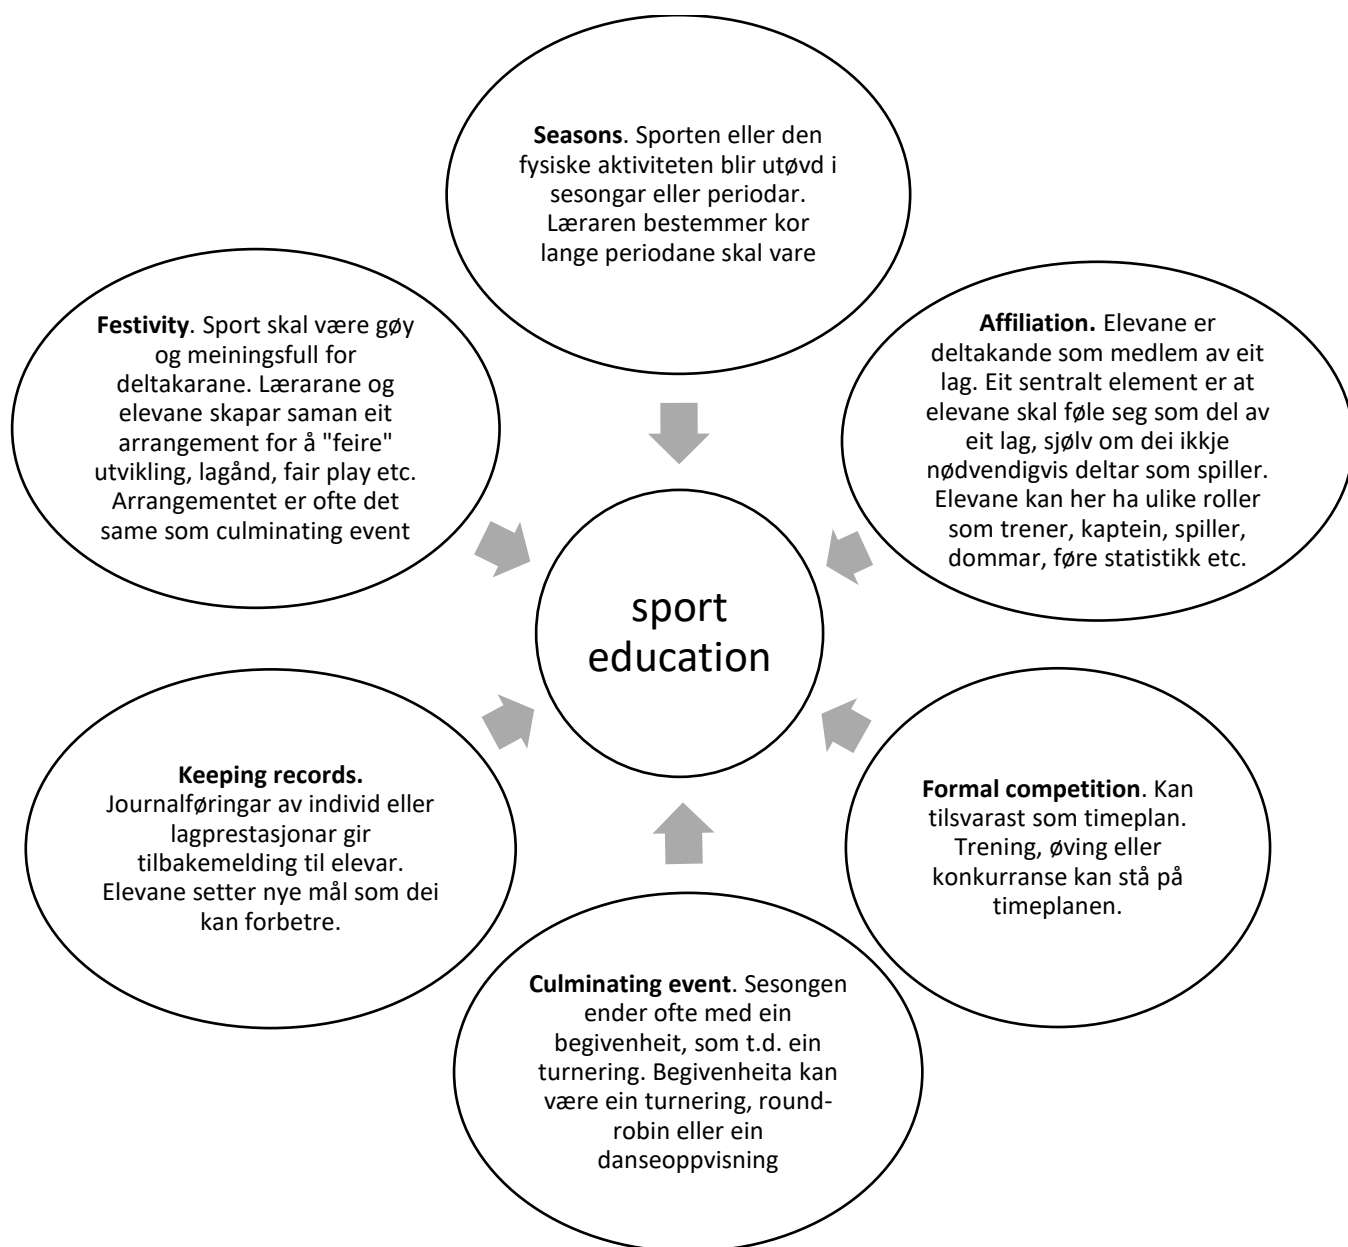 Seasons. Sporten eller den
fysiske aktiviteten blir utøvd i
sesongar eller periodar.
Læraren bestemmer kor
lange periodane skal vare
Affiliation. Elevane er
deltakande som medlem av eit
lag. Eit sentralt element er at
elevane skal føle seg som del av
eit lag, sjølv om dei ikkje
nødvendigvis deltar som spiller.
Elevane kan her ha ulike roller
som trener, kaptein, spiller,
dommar, føre statistikk etc.
Formal competition. Kan
tilsvarast som timeplan.
Trening, øving eller
konkurranse kan stå på
timeplanen.
Culminating event. Sesongen
ender ofte med ein
begivenheit, som t.d. ein
turnering. Begivenheita kan
være ein turnering, round-
robin eller ein
danseoppvisning
Keeping records.
Journalføringar av individ eller
lagprestasjonar gir
tilbakemelding til elevar.
Elevane setter nye mål som dei
kan forbetre.
Festivity. Sport skal være gøy
og meiningsfull for
deltakarane. Lærarane og
elevane skapar saman eit
arrangement for å "feire"
utvikling, lagånd, fair play etc.
Arrangementet er ofte det
same som culminating event
sport
education